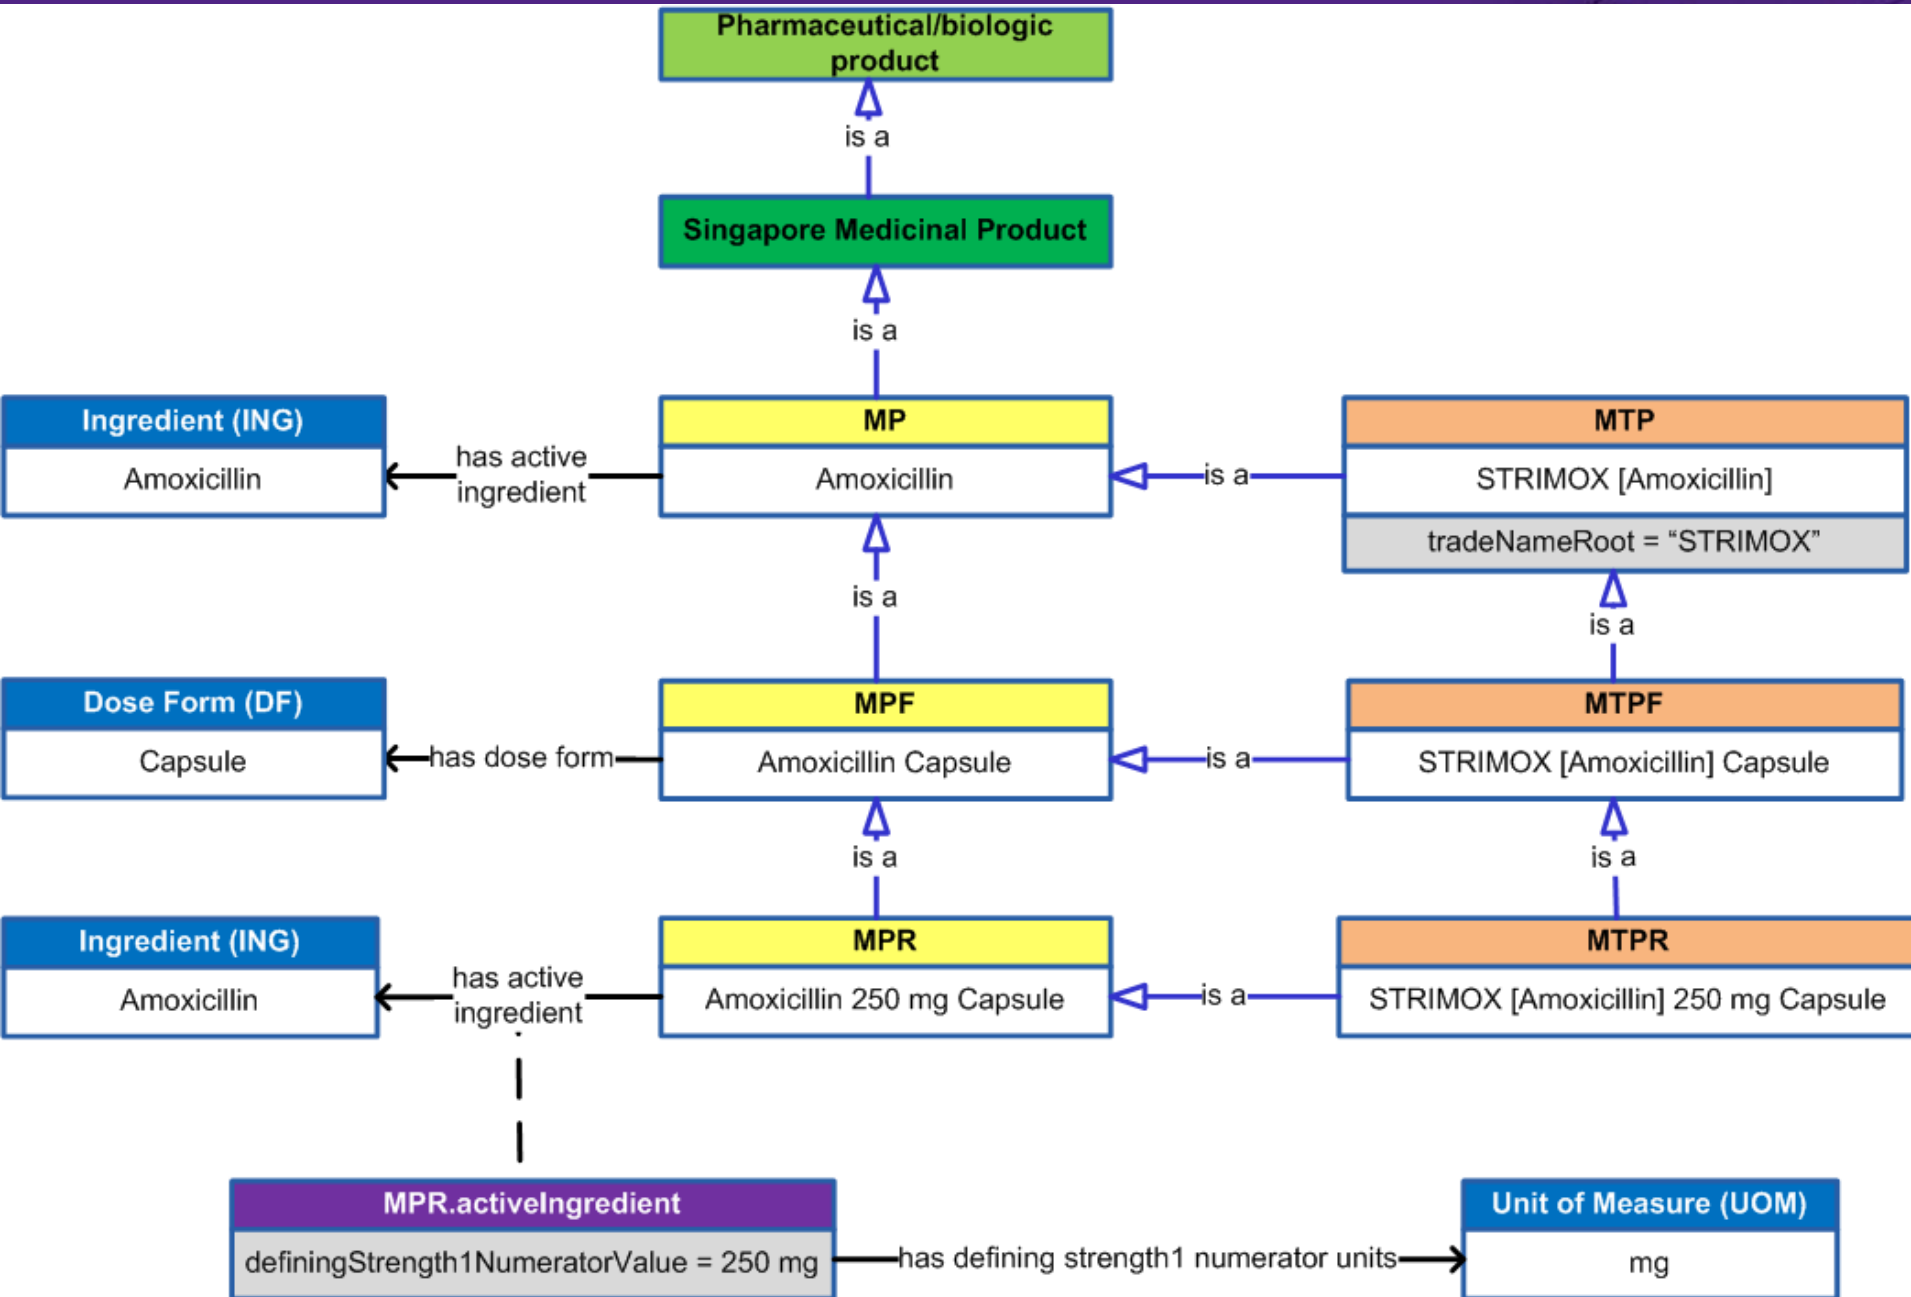 Pharmaceutical/biologic
product
is a
Singapore Medicinal Product
is a
Ingredient (ING)
Amoxicillin
has active
ingredient
MP
Amoxicillin
is a
MTP
STRIMOX [Amoxicillin]
tradeNameRoot = “STRIMOX”
is a
is a
Dose Form (DF)
Capsule
has dose form
MPF
Amoxicillin Capsule
is a
MTPF
STRIMOX [Amoxicillin] Capsule
is a
is a
Ingredient (ING)
Amoxicillin
has active
ingredient
MPR
Amoxicillin 250 mg Capsule
is a
MTPR
STRIMOX [Amoxicillin] 250 mg Capsule
MPR.activeIngredient
definingStrength1NumeratorValue = 250 mg
has defining strength1 numerator units
Unit of Measure (UOM)
mg